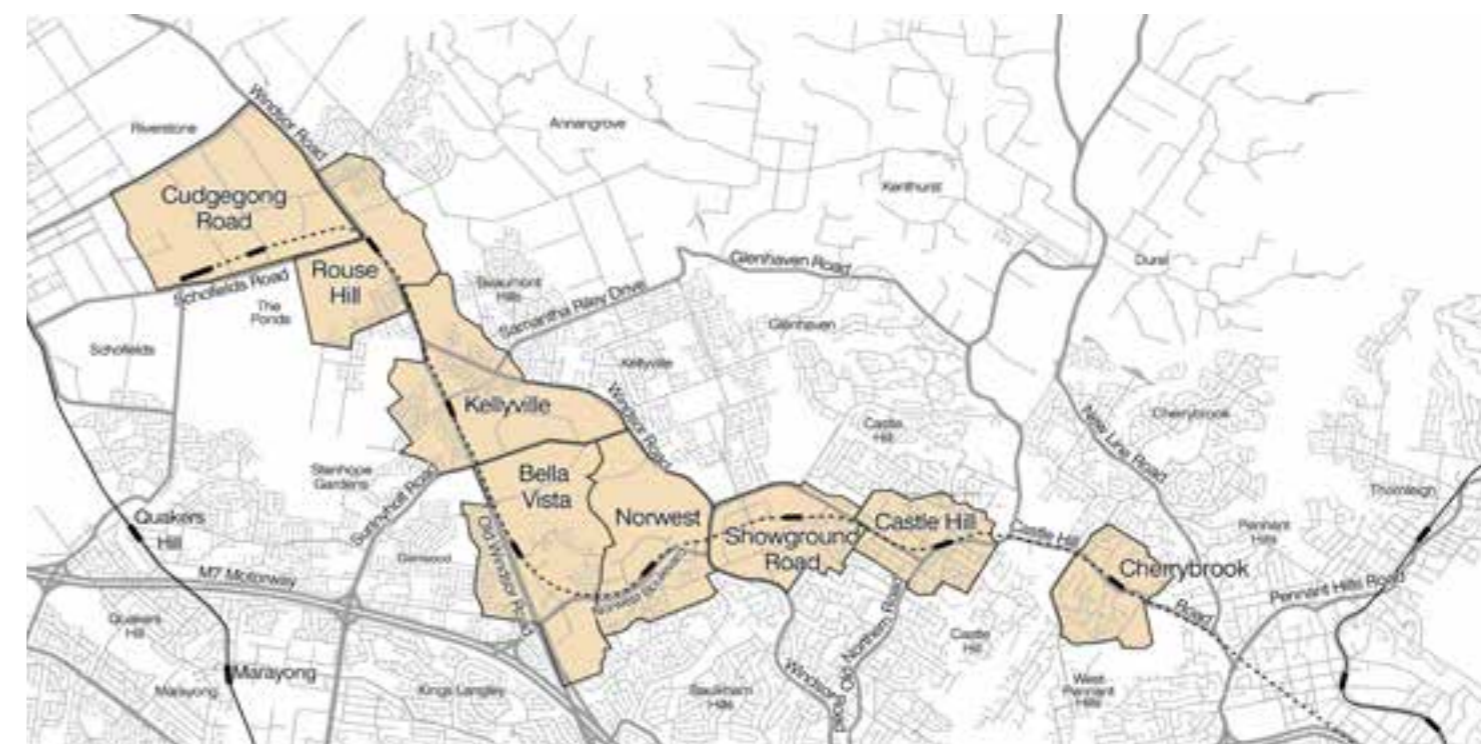 Windsor Road
Riverstone
Annangrove
Cudgegong
Road
Kenthurst
Schofields Road
Rouse
Hill
The
Ponds
Beaumont
Hills
Samantha Riley Drive
Glenhaven Road
Dural
Schofields
Glenhaven
Kellyville
Kellyville
Windsor Road
Castle
Hill
New Line Road
Cherrybrook
Stanhope
Gardens
Sunnyholt Road
Bella
Vista
Norwest
Showground
Road
Castle Hill
Castle Hill
Thornleigh
Quakers
Hill
Glenwood
Old Windsor Road
Norwest Boulevard
Pennant
Hills
Cherrybrook
M7 Motorway
Pennant Hills Road
Road
Quakers
Hill
Old Northern Road
Castle
Hill
Marayong
Marayong
Kings Langley
Baulkham
Hills
Windsor Road
West
Pennant
Hills